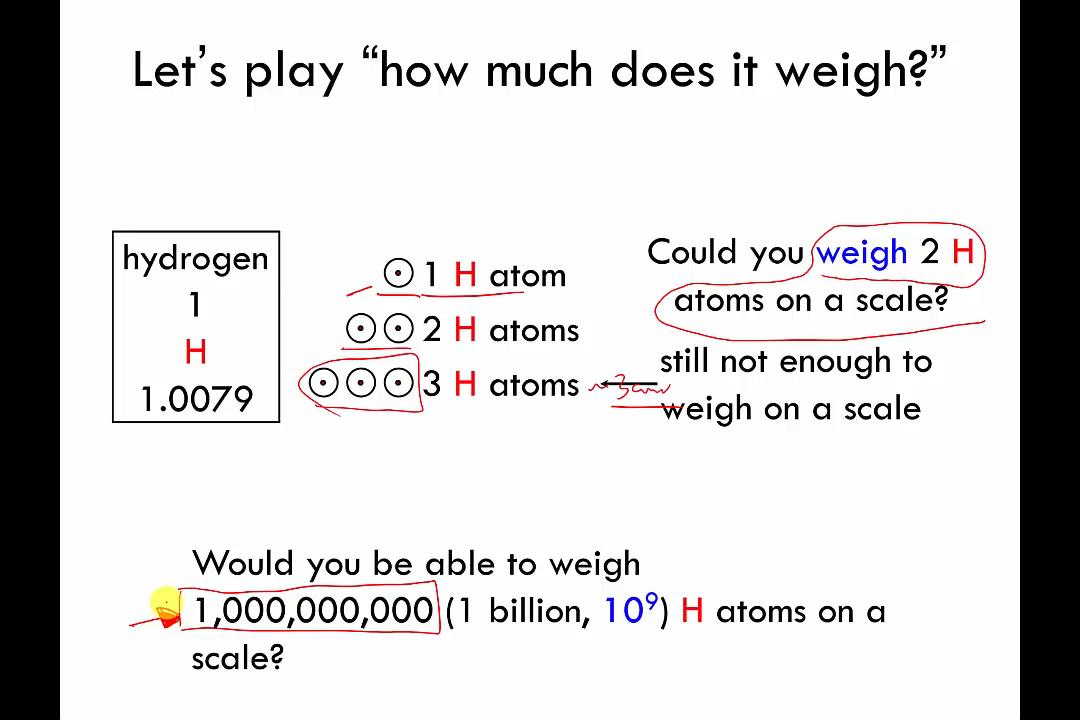 Let's play “how much does it weigh?”
hydrogen
1
H
1.0079
1 H atom
2 H atoms
3 H atoms
Could you weigh 2 H
atoms on a scale?
still not enough to
weigh on a scale
Would you be able to weigh
1,000,000,000 (1 billion, 10⁹) H atoms on a
scale?